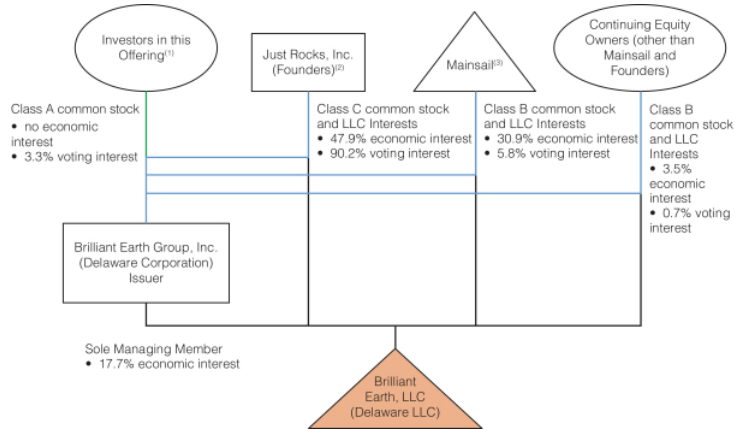 Investors in this
Offering(1)
Just Rocks, Inc.
(Founders)(2)
Mainsail(3)
Continuing Equity
Owners (other than
Mainsail and
Founders)
Class A common stock
• no economic
interest
• 3.3% voting interest
Class C common stock
and LLC Interests
• 47.9% economic interest
• 90.2% voting interest
Class B common stock
and LLC Interests
• 30.9% economic interest
• 5.8% voting interest
Class B
common stock
and LLC
Interests
• 3.5%
economic
interest
• 0.7% voting
interest
Brilliant Earth Group, Inc.
(Delaware Corporation)
Issuer
Sole Managing Member
• 17.7% economic interest
Brilliant
Earth, LLC
(Delaware LLC)